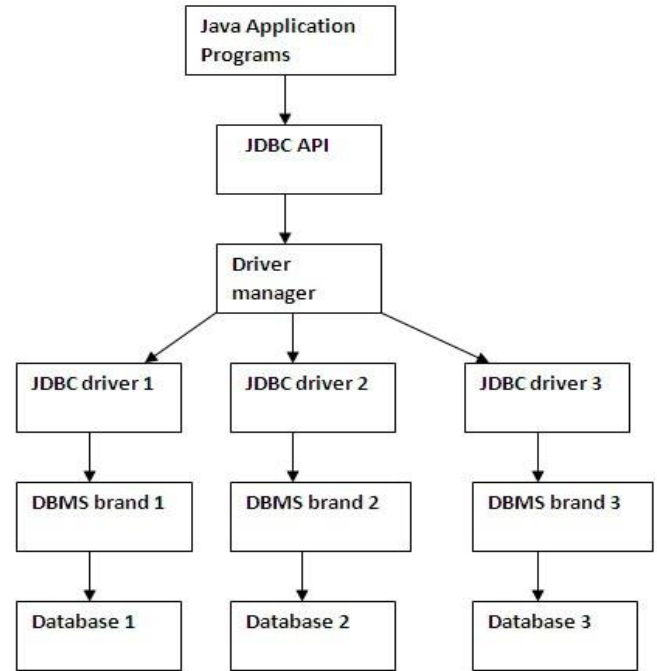 Java Application
Programs
JDBC API
Driver
manager
JDBC driver 1
JDBC driver 2
JDBC driver 3
DBMS brand 1
DBMS brand 2
DBMS brand 3
Database 1
Database 2
Database 3